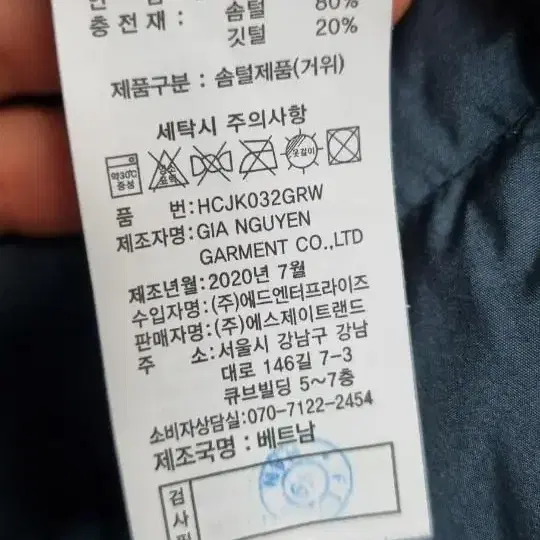 충 전 재 : 솜털 80%
깃털 20%
제품구분 : 솜털제품(거위)
세탁시 주의사항
약30℃
중성
옷걸이
품 번:HCJK032GRW
제조자명:GIA NGUYEN
GARMENT CO.,LTD
제조년월:2020년 7월
수입자명:(주)에드엔터프라이즈
판매자명:(주)에스제이트랜드
주 소:서울시 강남구 강남
대로 146길 7-3
큐브빌딩 5~7층
소비자상담실:070-7122-2454
제조국명 : 베트남
검
사